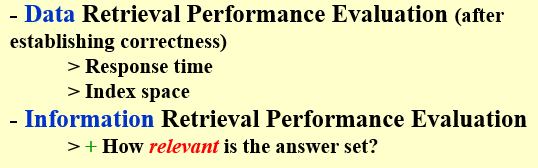 - Data Retrieval Performance Evaluation (after
establishing correctness)
> Response time
> Index space
- Information Retrieval Performance Evaluation
> + How relevant is the answer set?